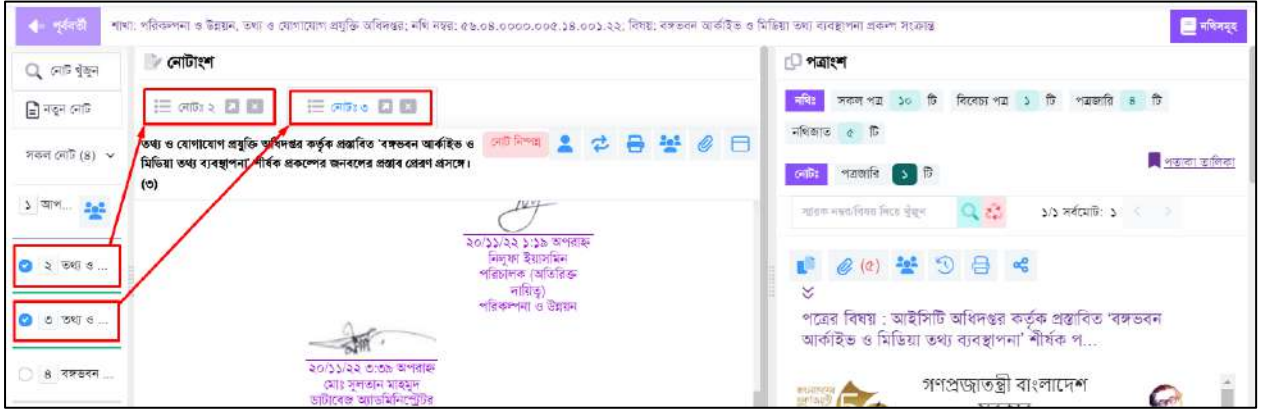 পূর্ববর্তী শাখা: পরিকল্পনা ও উন্নয়ন, তথ্য ও যোগাযোগ প্রযুক্তি অধিদপ্তর; নথি নম্বর: ৫৬.০৪.০০০০.০০৫.১৪.০০১.২২; বিষয়: বঙ্গভবন আর্কাইভ ও মিডিয়া তথ্য ব্যবস্থাপনা প্রকল্প সংক্রান্ত নথিসমূহ
নোট খুঁজুন
নতুন নোট
সকল নোট (৪)
১ আপ...
২ তথ্য ও ...
৩ তথ্য ও ...
৪ বঙ্গভবন ...
নোটাংশ
নোটঃ ২ নোটঃ ৩
তথ্য ও যোগাযোগ প্রযুক্তি অধিদপ্তর কর্তৃক প্রস্তাবিত 'বঙ্গভবন আর্কাইভ ও
মিডিয়া তথ্য ব্যবস্থাপনা' শীর্ষক প্রকল্পের জনবলের প্রস্তাব প্রেরণ প্রসঙ্গে।
(৩)
নোট নিষ্পন্ন
২০/১১/২২ ১:১৯ অপরাহ্ন
নিলুফা ইয়াসমিন
পরিচালক (অতিরিক্ত
দায়িত্ব)
পরিকল্পনা ও উন্নয়ন
২০/১১/২২ ৩:৩৯ অপরাহ্ন
মোঃ সুলতান মাহমুদ
ডাটাবেজ অ্যাডমিনিস্ট্রেটর
পত্রাংশ
নথিঃ সকল পত্র ১০ টি বিবেচ্য পত্র ১ টি পত্রজারি ৪ টি
নথিজাত ৫ টি
নোটঃ পত্রজারি ১ টি
পতাকা তালিকা
স্মারক নম্বর/বিষয় দিয়ে খুঁজুন ১/১ সর্বমোট: ১
(৫)
পত্রের বিষয় : আইসিটি অধিদপ্তর কর্তৃক প্রস্তাবিত 'বঙ্গভবন
আর্কাইভ ও মিডিয়া তথ্য ব্যবস্থাপনা' শীর্ষক প...
গণপ্রজাতন্ত্রী বাংলাদেশ